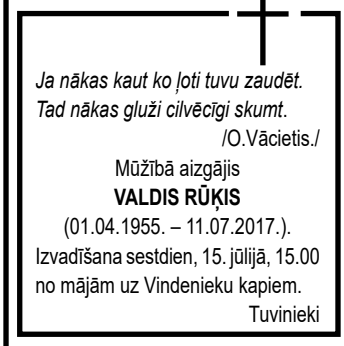 Ja nākas kaut ko ļoti tuvu zaudēt.
Tad nākas gluži cilvēcīgi skumt.
/O.Vācietis./
Mūžībā aizgājis
VALDIS RŪĶIS
(01.04.1955. – 11.07.2017.).
Izvadīšana sestdien, 15. jūlijā, 15.00
no mājām uz Vindenieku kapiem.
Tuvinieki